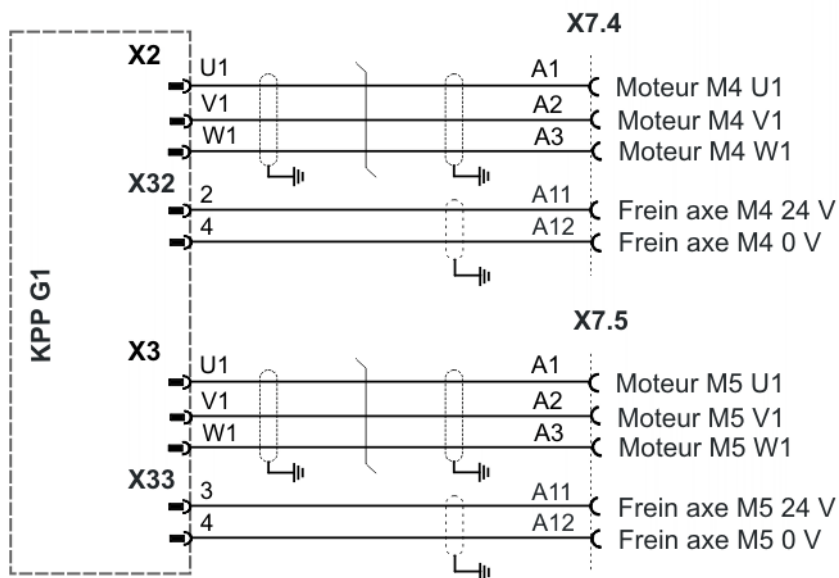 X7.4
X2
U1 A1 Moteur M4 U1
V1 A2 Moteur M4 V1
W1 A3 Moteur M4 W1
X32
2 A11 Frein axe M4 24 V
4 A12 Frein axe M4 0 V
KPP G1
X7.5
X3
U1 A1 Moteur M5 U1
V1 A2 Moteur M5 V1
W1 A3 Moteur M5 W1
X33
3 A11 Frein axe M5 24 V
4 A12 Frein axe M5 0 V